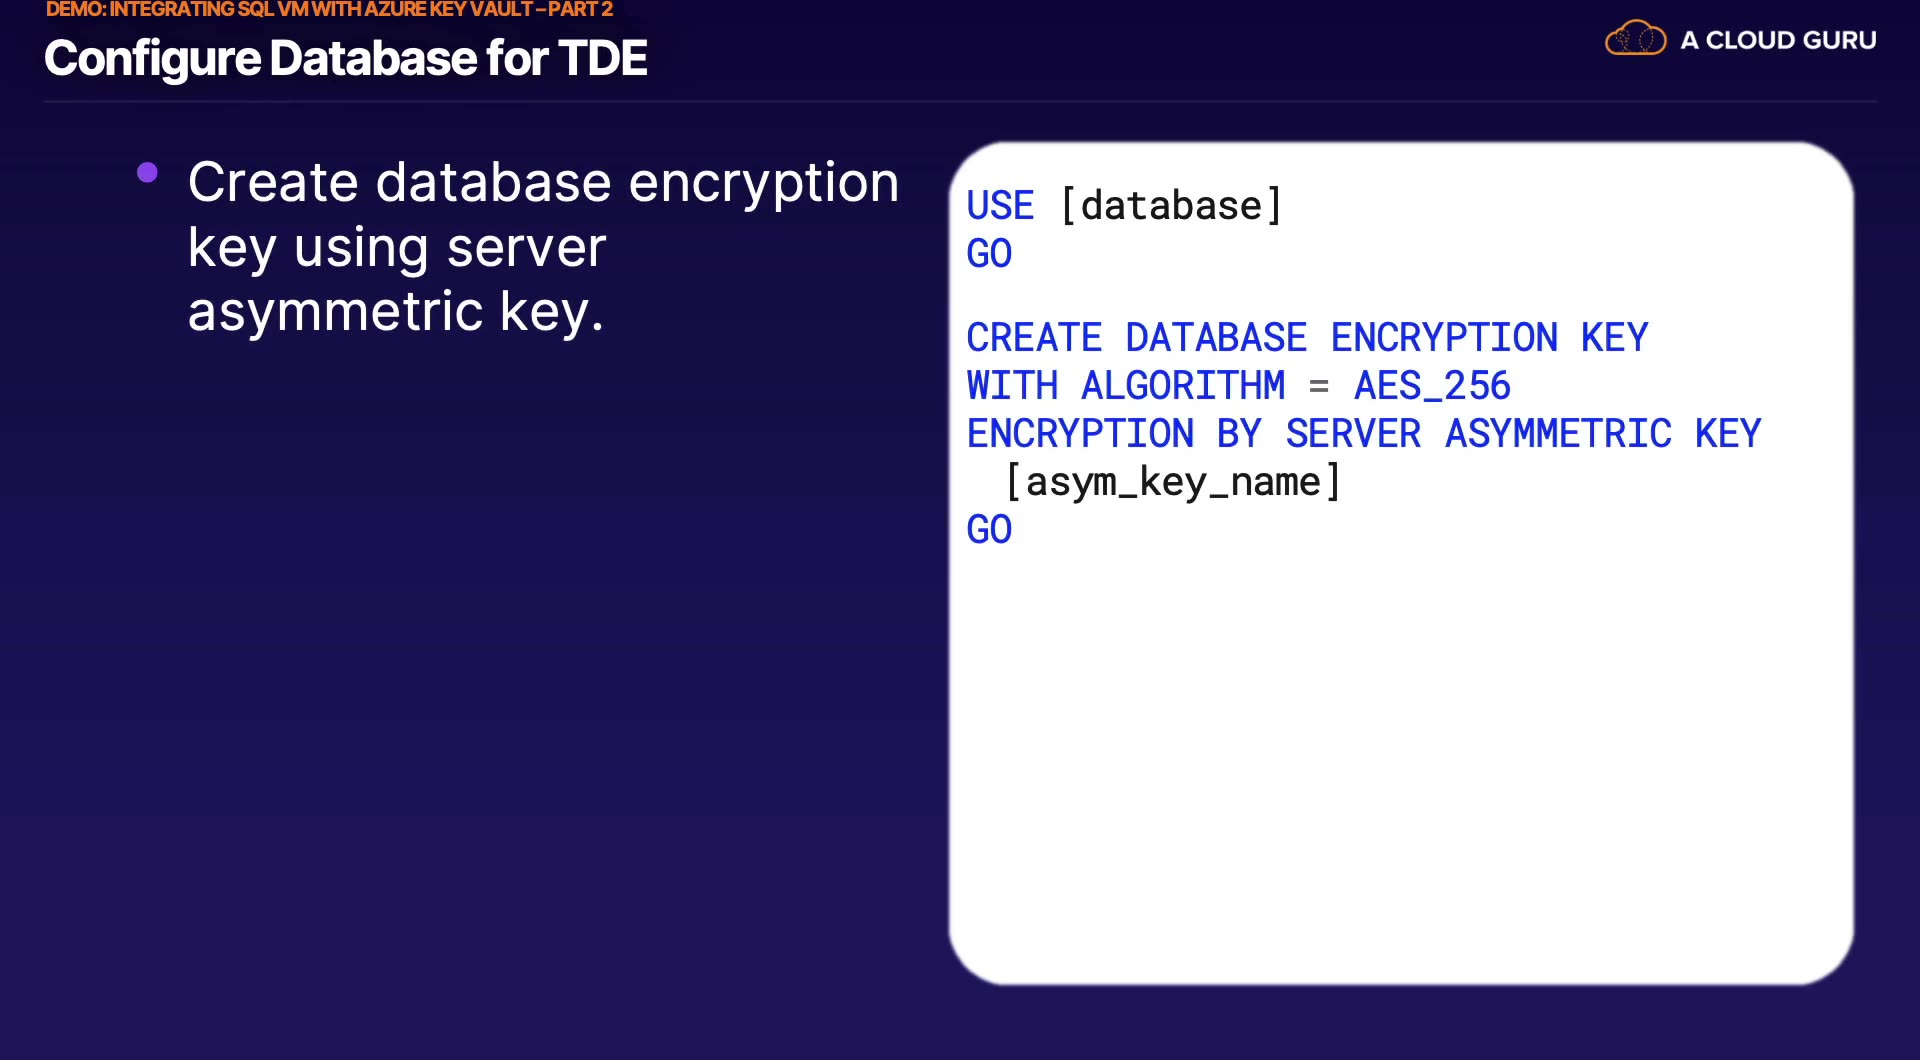 DEMO: INTEGRATING SQL VM WITH AZURE KEY VAULT – PART 2
Configure Database for TDE
A CLOUD GURU
• Create database encryption
key using server
asymmetric key.
USE [database]
GO
CREATE DATABASE ENCRYPTION KEY
WITH ALGORITHM = AES_256
ENCRYPTION BY SERVER ASYMMETRIC KEY
[asym_key_name]
GO